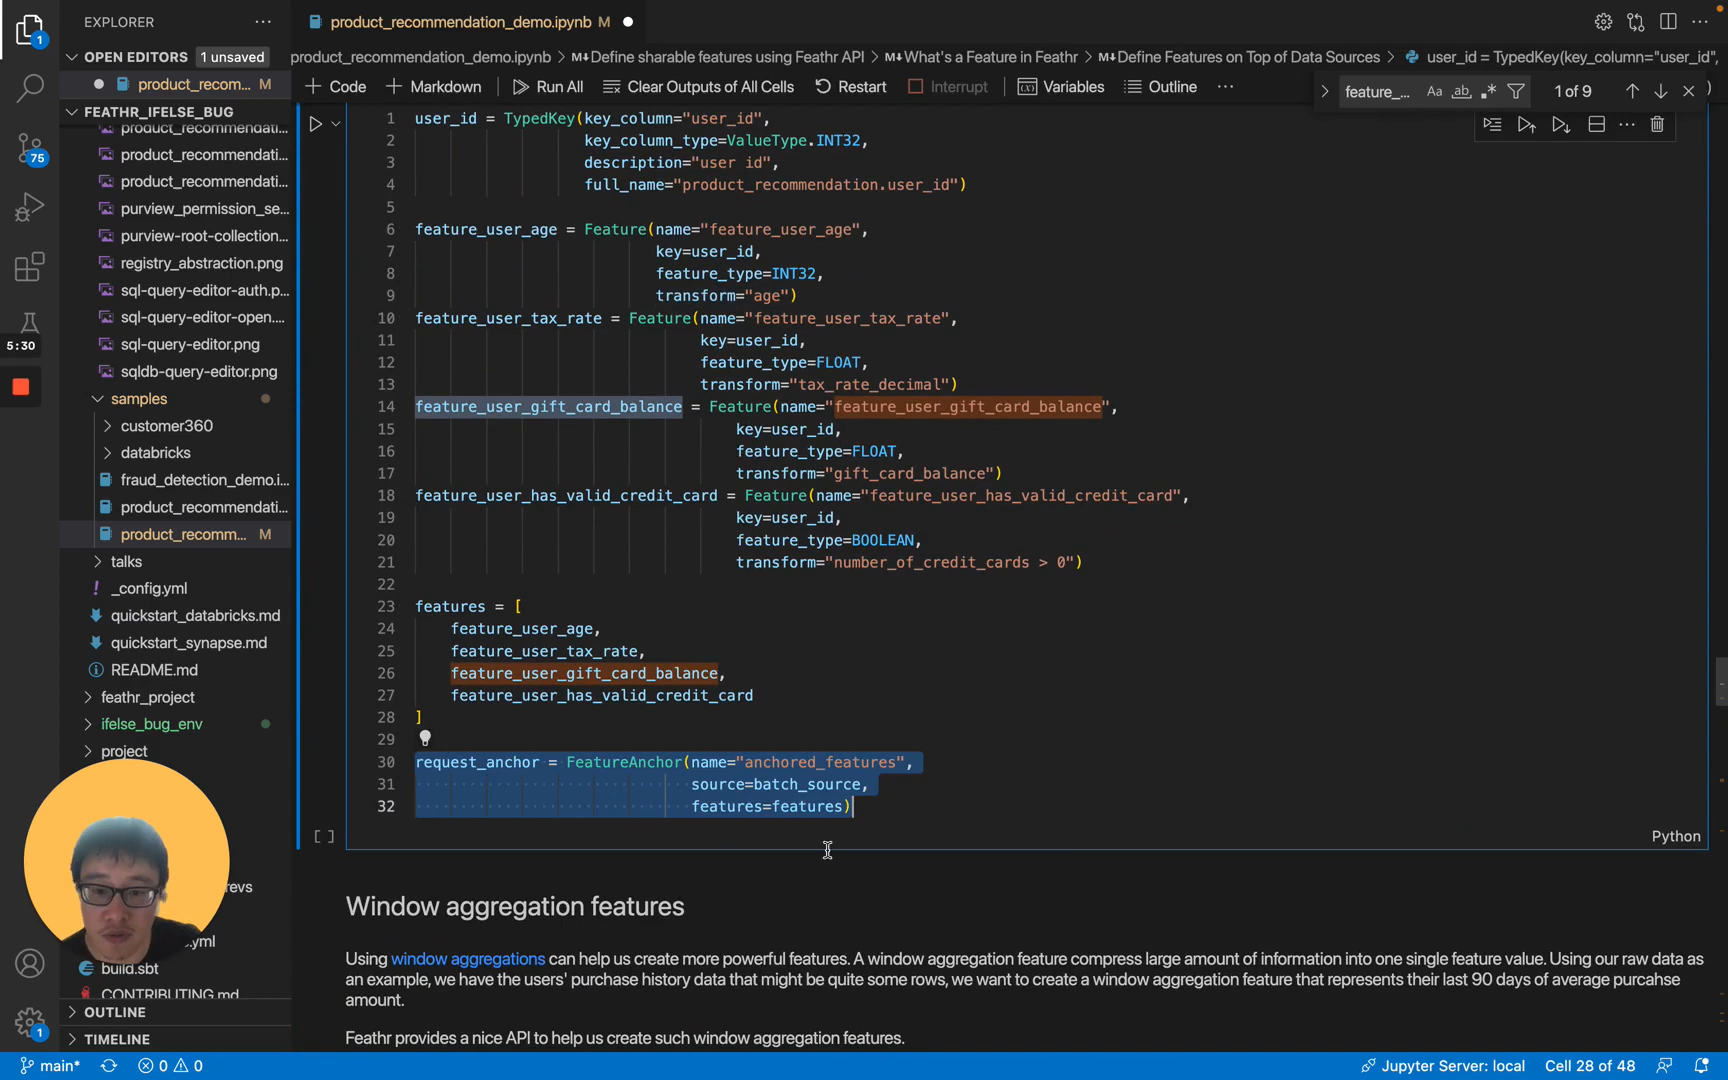 EXPLORER
OPEN EDITORS 1 unsaved
product_recom... M
FEATHR_IFELSE_BUG
product_recommendati...
product_recommendati...
product_recommendati...
purview_permission_se...
purview-root-collection...
registry_abstraction.png
sql-query-editor-auth.p...
sql-query-editor-open....
sql-query-editor.png
sqldb-query-editor.png
samples
customer360
databricks
fraud_detection_demo.i...
product_recommendati...
product_recomm... M
talks
_config.yml
quickstart_databricks.md
quickstart_synapse.md
README.md
feathr_project
ifelse_bug_env
project
revs
.yml
build.sbt
CONTRIBUTING.md
OUTLINE
TIMELINE
1
75
5:30
1
product_recommendation_demo.ipynb M
product_recommendation_demo.ipynb > M↓Define sharable features using Feathr API > M↓What's a Feature in Feathr > M↓Define Features on Top of Data Sources > user_id = TypedKey(key_column="user_id",
+ Code + Markdown Run All Clear Outputs of All Cells Restart Interrupt Variables Outline ...
feature_... Aa ab 1 of 9
1 user_id = TypedKey(key_column="user_id",
2 key_column_type=ValueType.INT32,
3 description="user id",
4 full_name="product_recommendation.user_id")
5
6 feature_user_age = Feature(name="feature_user_age",
7 key=user_id,
8 feature_type=INT32,
9 transform="age")
10 feature_user_tax_rate = Feature(name="feature_user_tax_rate",
11 key=user_id,
12 feature_type=FLOAT,
13 transform="tax_rate_decimal")
14 feature_user_gift_card_balance = Feature(name="feature_user_gift_card_balance",
15 key=user_id,
16 feature_type=FLOAT,
17 transform="gift_card_balance")
18 feature_user_has_valid_credit_card = Feature(name="feature_user_has_valid_credit_card",
19 key=user_id,
20 feature_type=BOOLEAN,
21 transform="number_of_credit_cards > 0")
22
23 features = [
24 feature_user_age,
25 feature_user_tax_rate,
26 feature_user_gift_card_balance,
27 feature_user_has_valid_credit_card
28 ]
29
30 request_anchor = FeatureAnchor(name="anchored_features",
31 source=batch_source,
32 features=features)
[ ] Python
Window aggregation features
Using window aggregations can help us create more powerful features. A window aggregation feature compress large amount of information into one single feature value. Using our raw data as
an example, we have the users' purchase history data that might be quite some rows, we want to create a window aggregation feature that represents their last 90 days of average purcahse
amount.
Feathr provides a nice API to help us create such window aggregation features.
main* 0 0 Jupyter Server: local Cell 28 of 48